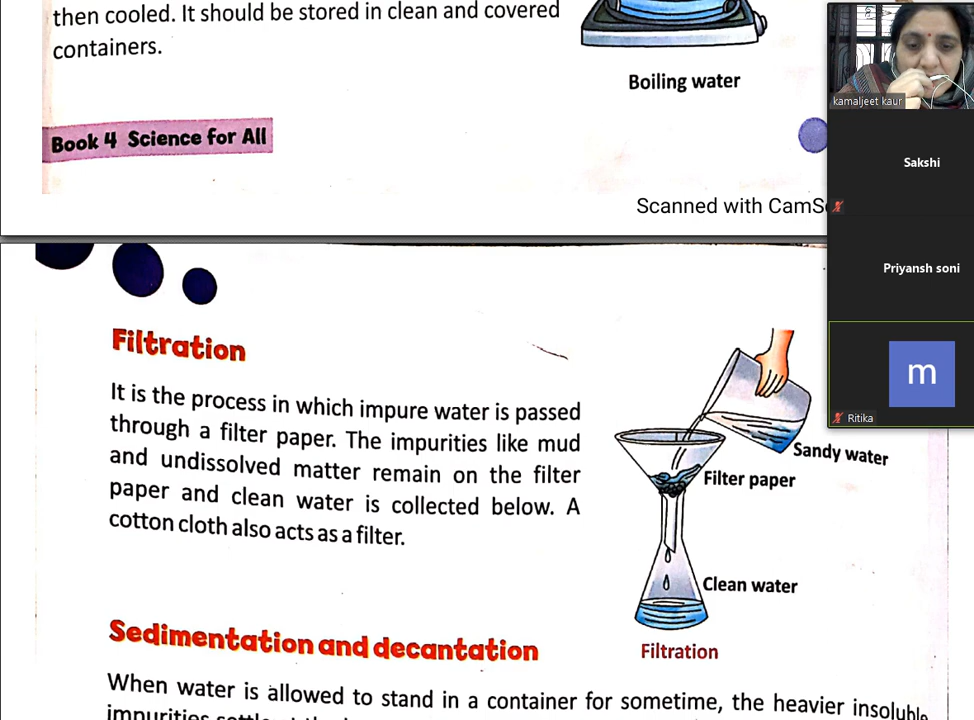 then cooled. It should be stored in clean and covered
containers.
Boiling water
Book 4 Science for All
Scanned with
kamaljeet kaur
Sakshi
Priyansh soni
m
Ritika
Filtration
It is the process in which impure water is passed
through a filter paper. The impurities like mud
and undissolved matter remain on the filter
paper and clean water is collected below. A
cotton cloth also acts as a filter.
Sandy water
Filter paper
Clean water
Filtration
Sedimentation and decantation
When water is allowed to stand in a container for sometime, the heavier insoluble
impurities